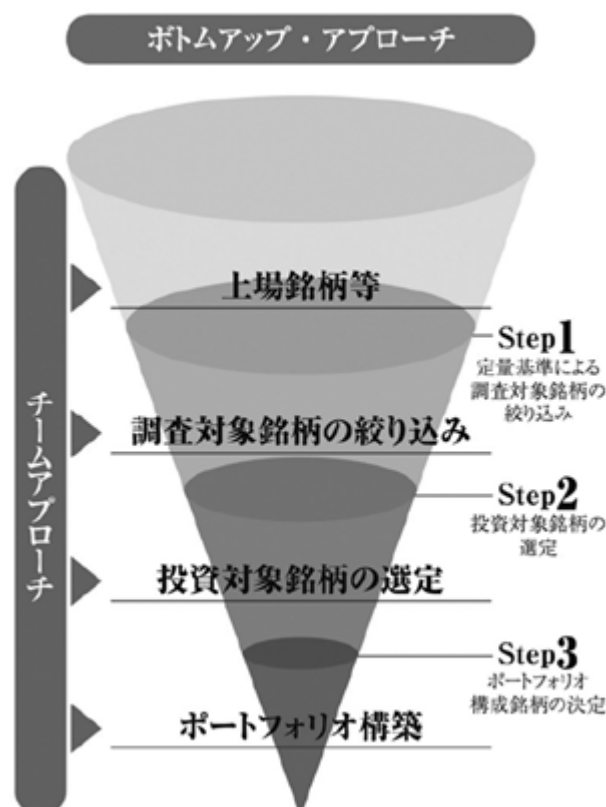 ボトムアップ・アプローチ
チームアプローチ
上場銘柄等
Step1
定量基準による
調査対象銘柄の
絞り込み
調査対象銘柄の絞り込み
Step2
投資対象銘柄の
選定
投資対象銘柄の選定
Step3
ポートフォリオ
構成銘柄の決定
ポートフォリオ構築